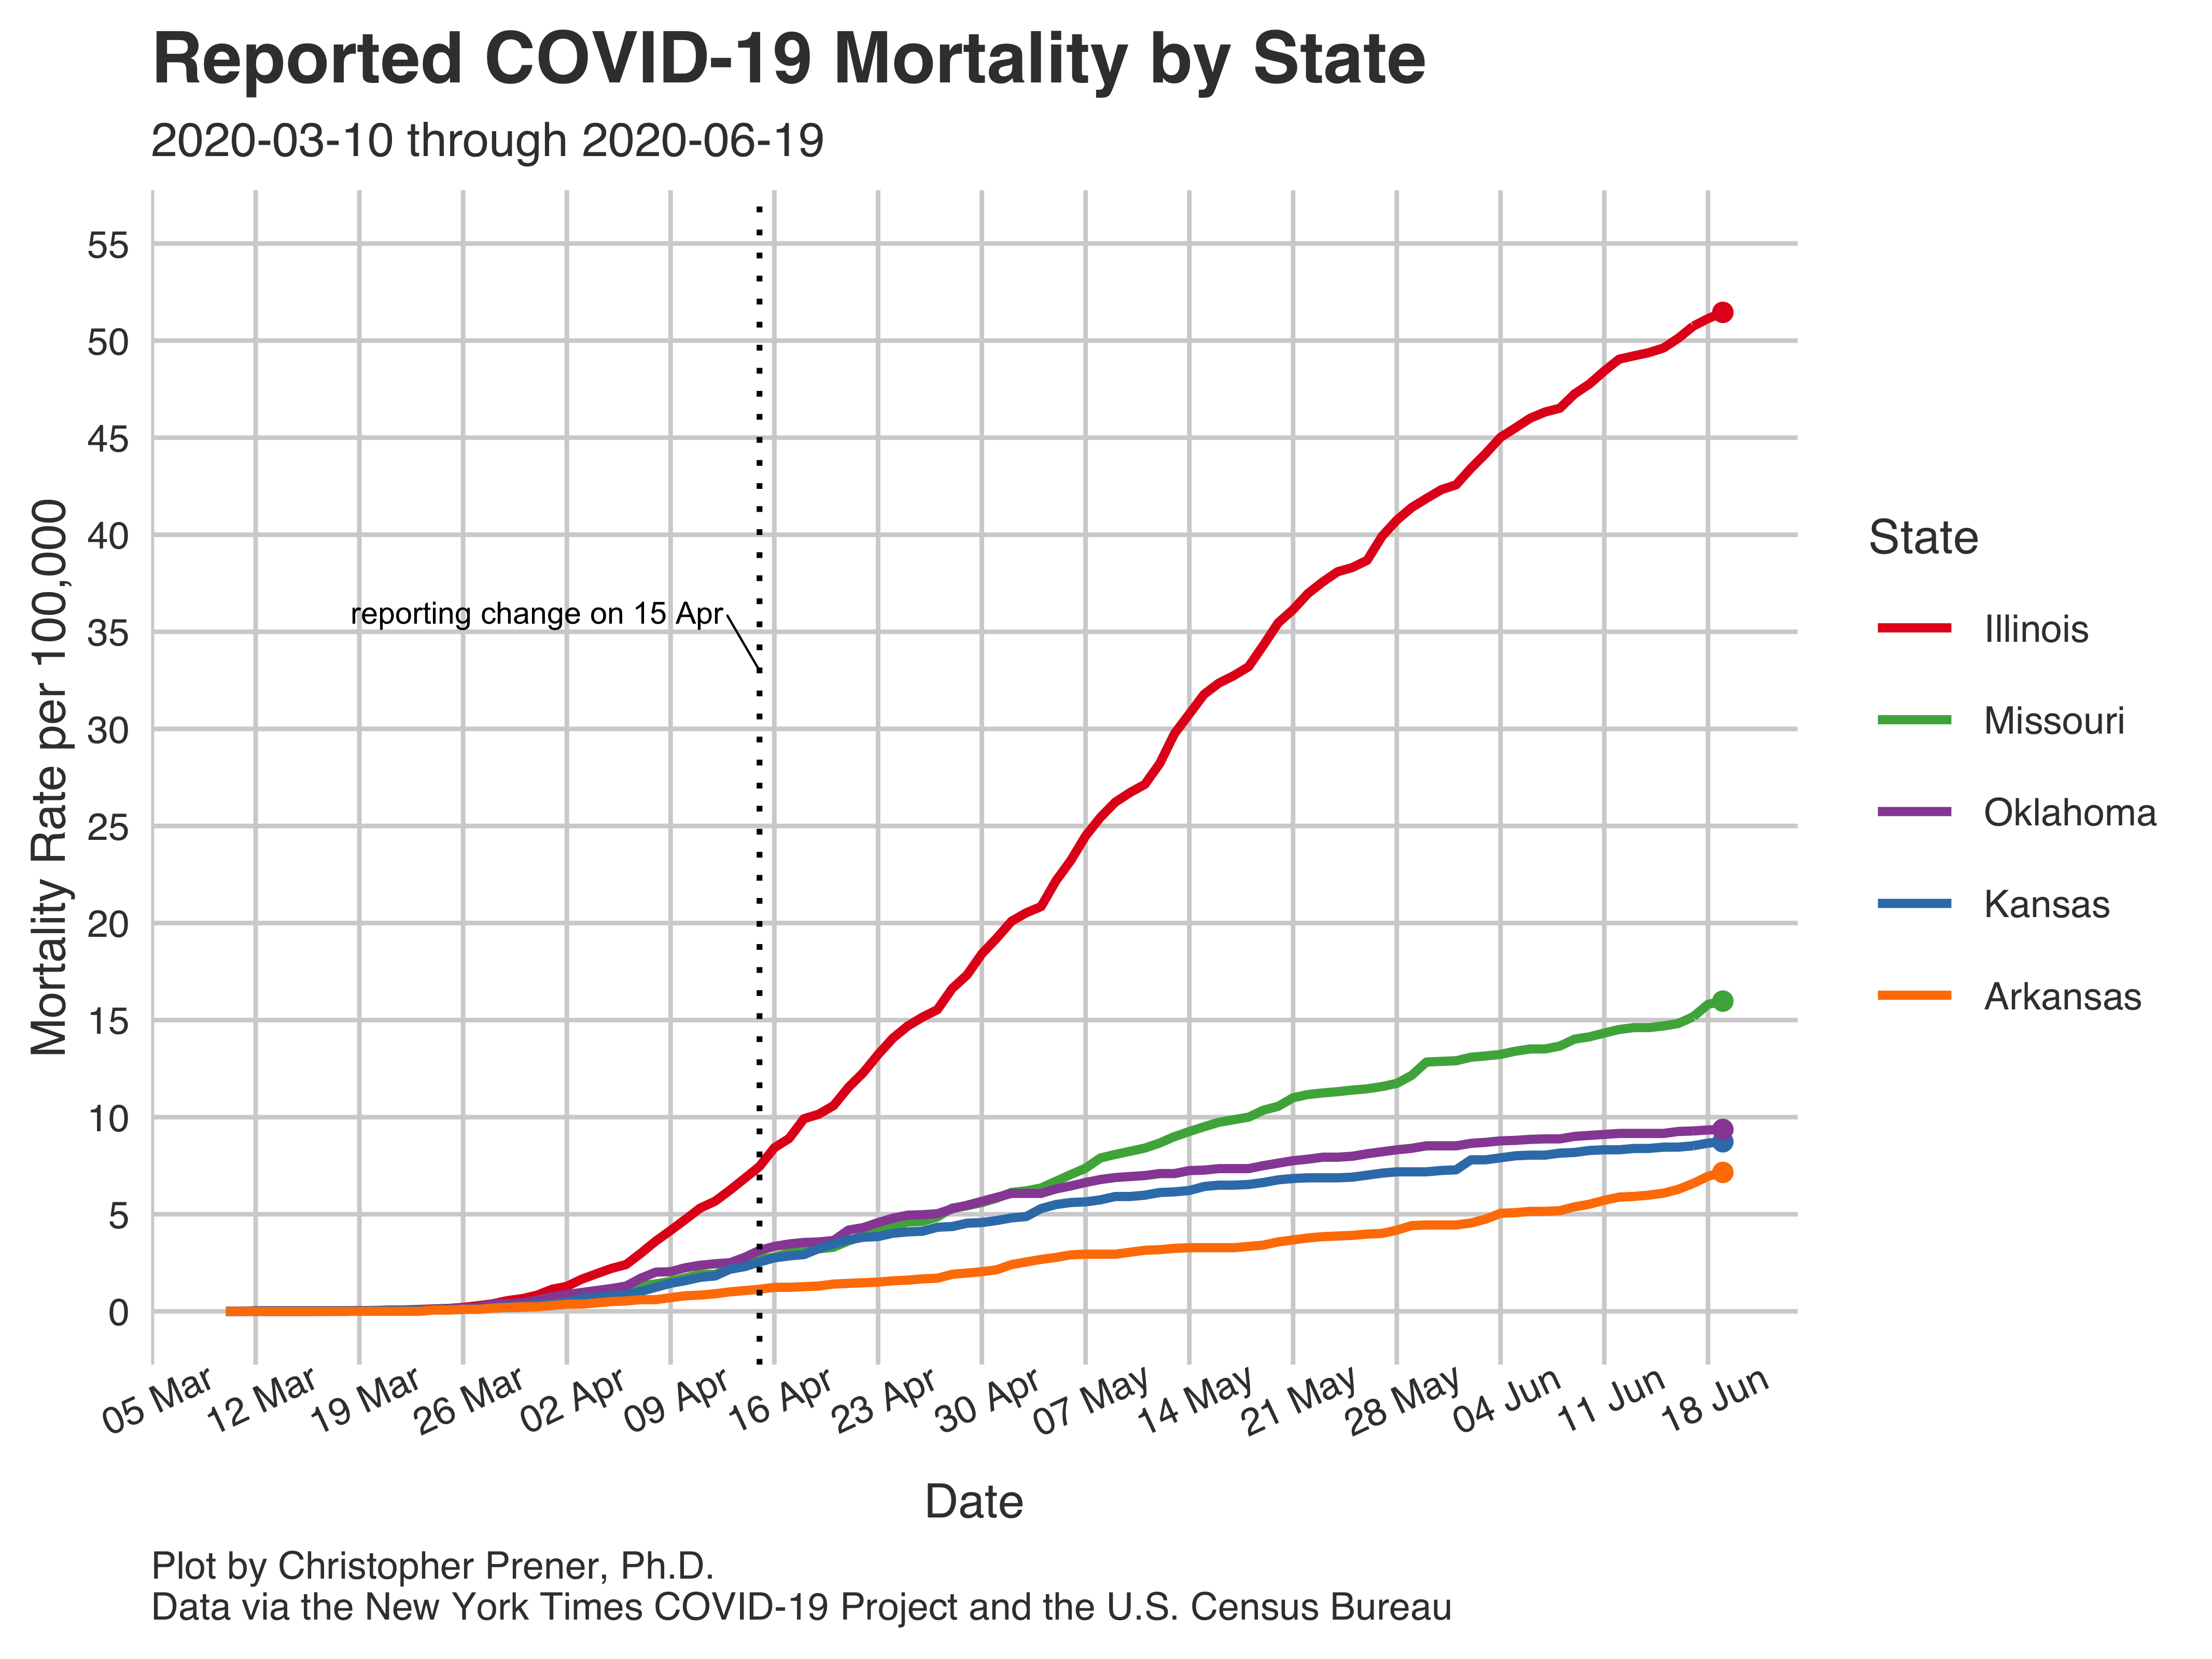 Reported COVID-19 Mortality by State
2020-03-10 through 2020-06-19
Mortality Rate per 100,000
55
50
45
40
35
30
25
20
15
10
5
0
reporting change on 15 Apr
State
Illinois
Missouri
Oklahoma
Kansas
Arkansas
05 Mar
12 Mar
19 Mar
26 Mar
02 Apr
09 Apr
16 Apr
23 Apr
30 Apr
07 May
14 May
21 May
28 May
04 Jun
11 Jun
18 Jun
Date
Plot by Christopher Prener, Ph.D.
Data via the New York Times COVID-19 Project and the U.S. Census Bureau